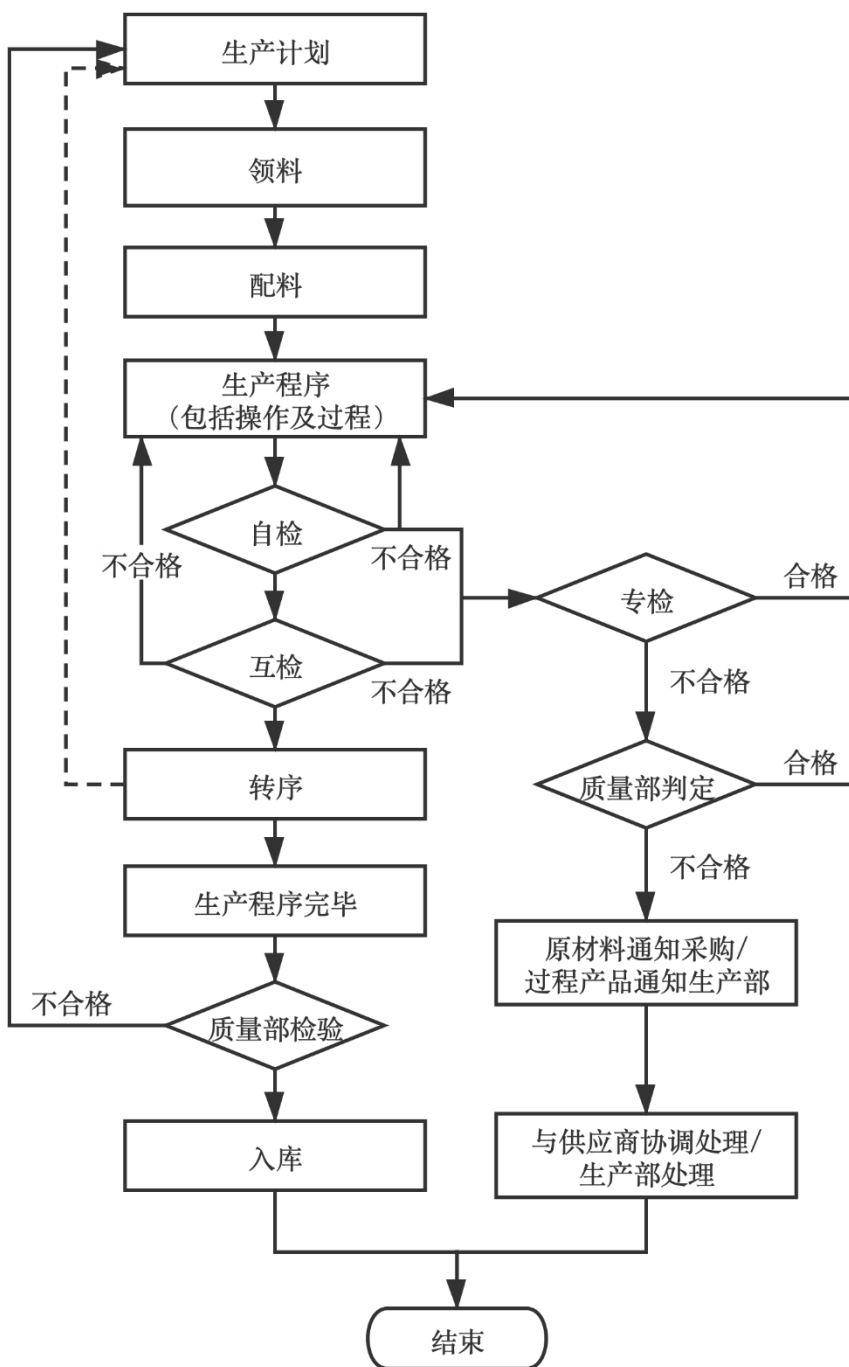 生产计划
领料
配料
生产程序
（包括操作及过程）
自检
不合格
不合格
专检
合格
互检
不合格
不合格
转序
质量部判定
合格
生产程序完毕
不合格
原材料通知采购/
过程产品通知生产部
不合格
质量部检验
入库
与供应商协调处理/
生产部处理
结束